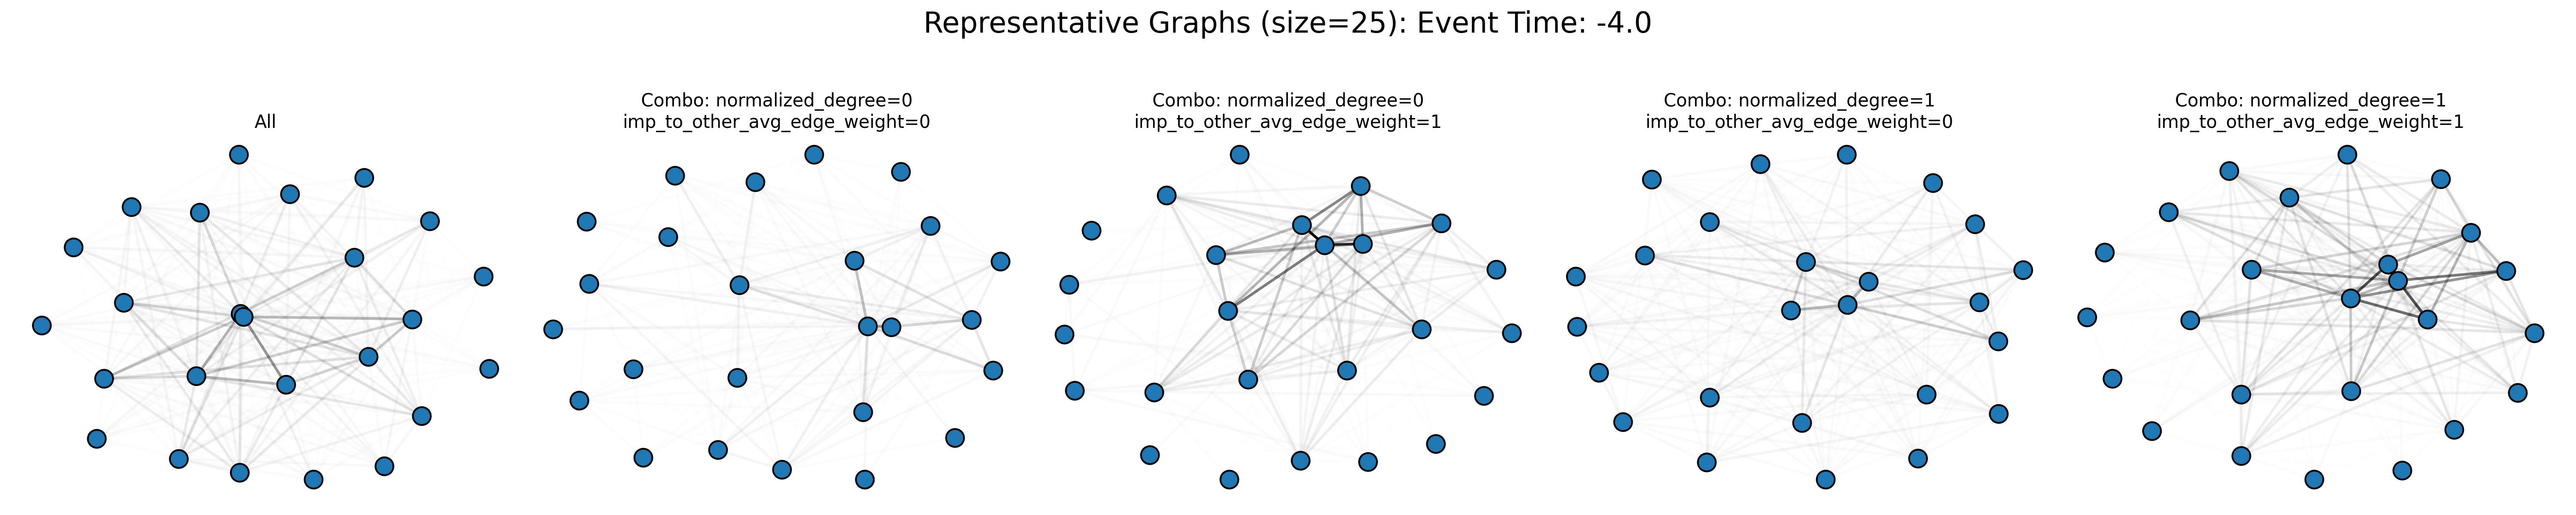 Representative Graphs (size=25): Event Time: -4.0
All
Combo: normalized_degree=0
imp_to_other_avg_edge_weight=0
Combo: normalized_degree=0
imp_to_other_avg_edge_weight=1
Combo: normalized_degree=1
imp_to_other_avg_edge_weight=0
Combo: normalized_degree=1
imp_to_other_avg_edge_weight=1